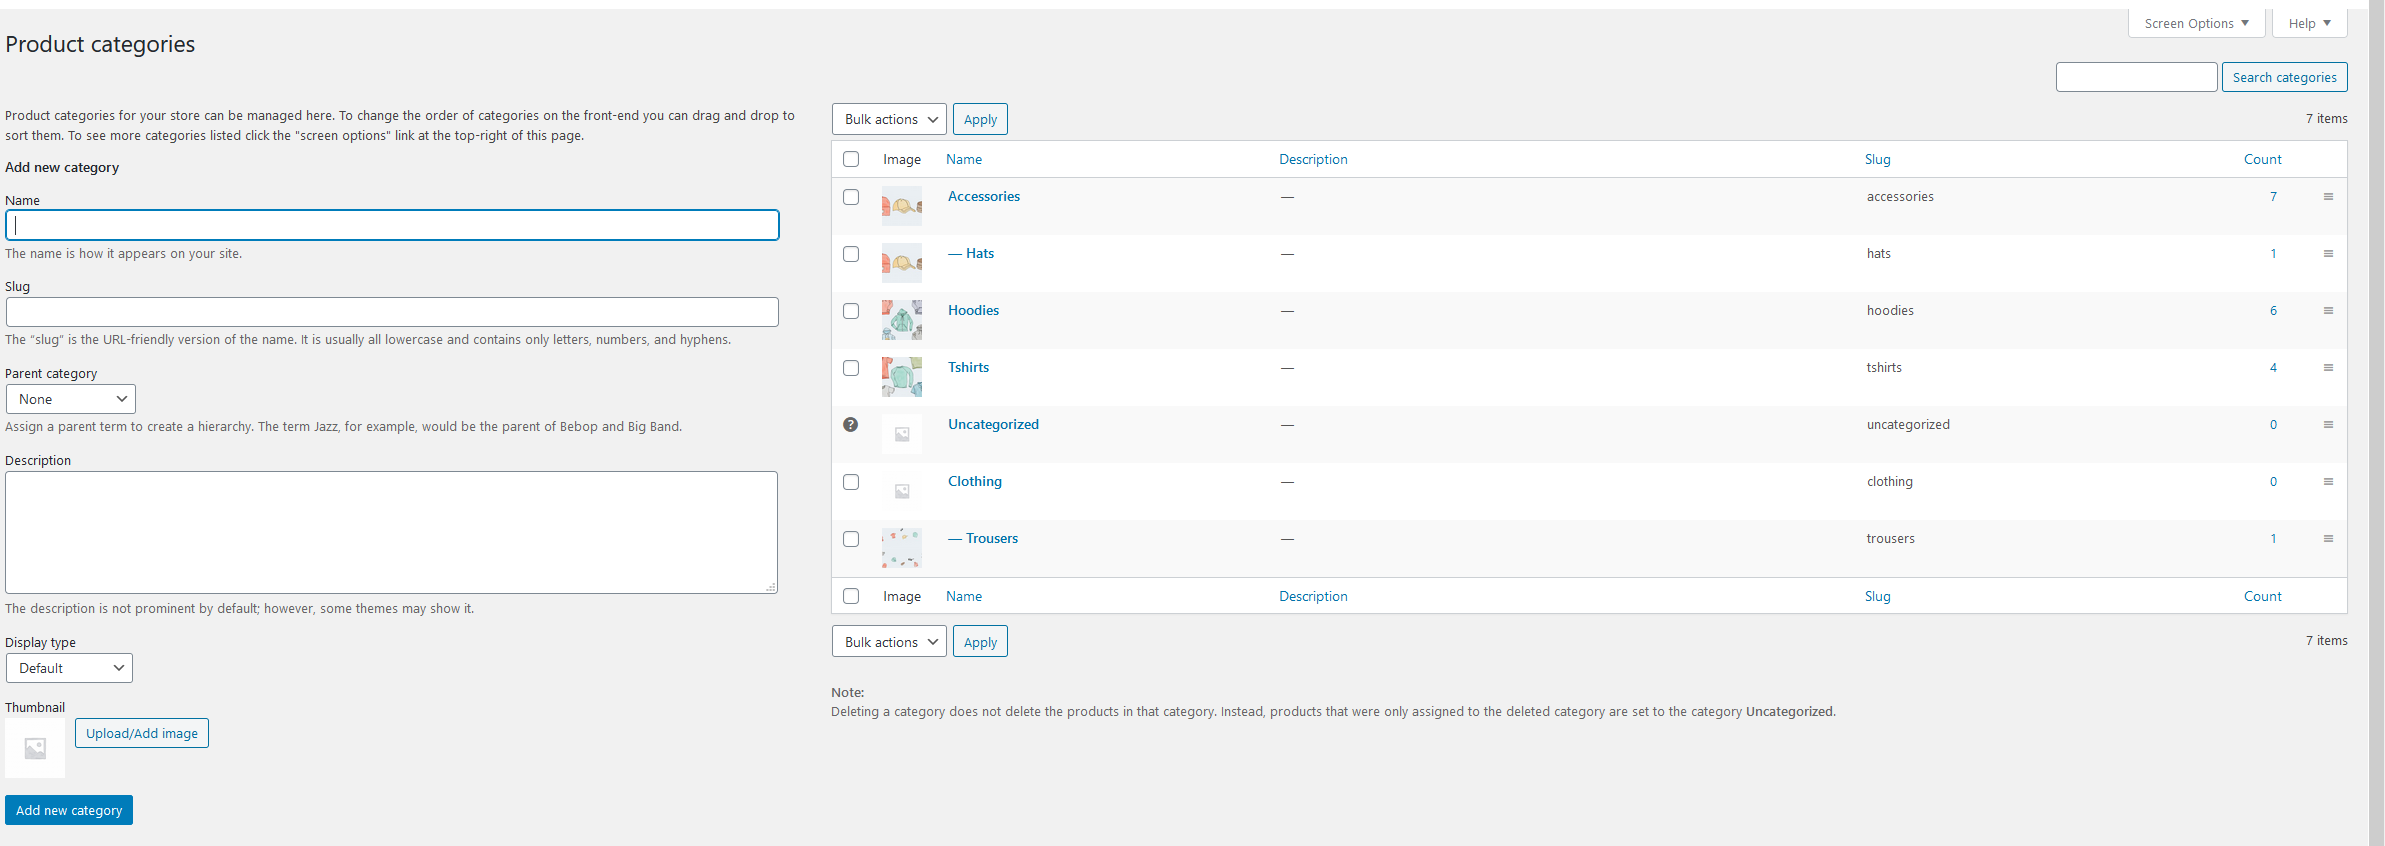 Screen Options ▼
Help ▼
Product categories
Search categories
Product categories for your store can be managed here. To change the order of categories on the front-end you can drag and drop to
sort them. To see more categories listed click the "screen options" link at the top-right of this page.
Add new category
Name
The name is how it appears on your site.
Slug
The “slug” is the URL-friendly version of the name. It is usually all lowercase and contains only letters, numbers, and hyphens.
Parent category
None
Assign a parent term to create a hierarchy. The term Jazz, for example, would be the parent of Bebop and Big Band.
Description
The description is not prominent by default; however, some themes may show it.
Display type
Default
Thumbnail
Upload/Add image
Add new category
Bulk actions Apply 7 items
Image Name Description Slug Count
Accessories — accessories 7
— Hats — hats 1
Hoodies — hoodies 6
Tshirts — tshirts 4
? Uncategorized — uncategorized 0
Clothing — clothing 0
— Trousers — trousers 1
Image Name Description Slug Count
Bulk actions Apply 7 items
Note:
Deleting a category does not delete the products in that category. Instead, products that were only assigned to the deleted category are set to the category Uncategorized.